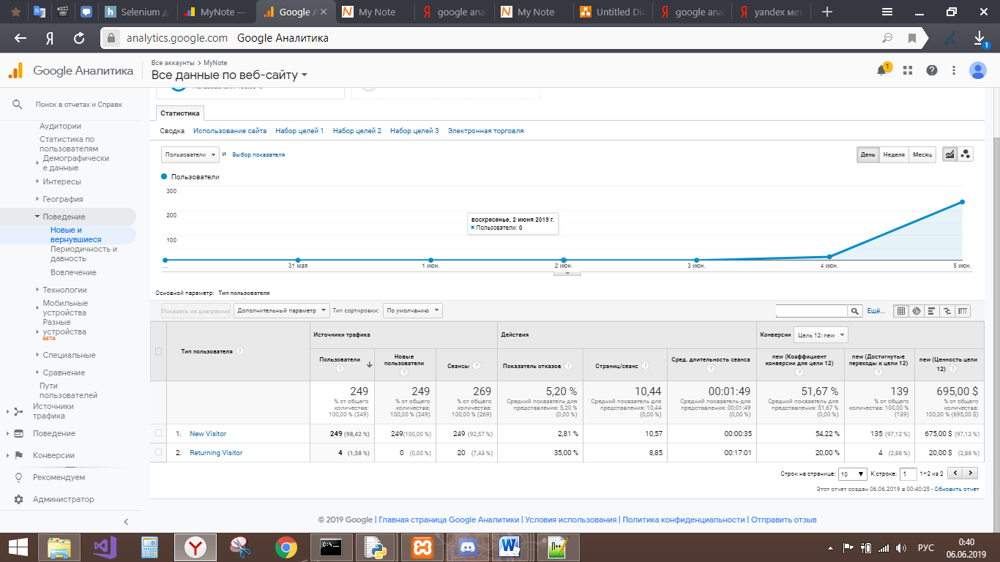 Selenium д
MyNote —
Google А
My Note
google ana
My Note
Untitled Dia
google ana
yandex мет
analytics.google.com Google Аналитика
1
Google Аналитика
Все аккаунты > MyNote
Все данные по веб-сайту
1
Поиск в отчетах и Справк
Аудитории
Статистика по
пользователям
Демографически
е данные
Интересы
География
Поведение
Новые и
вернувшиеся
Периодичность и
давность
Вовлечение
Технологии
Мобильные
устройства
Разные
устройства
БЕТА
Специальные
Сравнение
Пути
пользователей
Источники
трафика
Поведение
Конверсии
Рекомендуем
Администратор
Статистика
Сводка Использование сайта Набор целей 1 Набор целей 2 Набор целей 3 Электронная торговля
Пользователи и Выбор показателя
День Неделя Месяц
Пользователи
300
200
100
воскресенье, 2 июня 2019 г.
Пользователи: 0
... 31 мая 1 июн. 2 июн. 3 июн. 4 июн. 5 июн.
Основной параметр: Тип пользователя
Показать на диаграмме Дополнительный параметр Тип сортировки: По умолчанию Ещё...
Тип пользователя ?
Источники трафика Действия Конверсии Цель 12: new
Пользователи ?
Новые пользователи ?
Сеансы ?
Показатель отказов ?
Страниц/сеанс ?
Сред. длительность сеанса ?
new (Коэффициент конверсии для цели 12) ?
new (Достигнутые переходы к цели 12) ?
new (Ценность цели 12) ?
249 249 269 5,20 % 10,44 00:01:49 51,67 % 139 695,00 $
% от общего количества: 100,00 % (249)
% от общего количества: 100,00 % (249)
% от общего количества: 100,00 % (269)
Средний показатель для представления: 5,20 % (0,00 %)
Средний показатель для представления: 10,44 (0,00 %)
Средний показатель для представления: 00:01:49 (0,00 %)
Средний показатель для представления: 51,67 % (0,00 %)
% от общего количества: 100,00 % (139)
% от общего количества: 100,00 % (695,00 $)
1. New Visitor 249 (98,42 %) 249(100,00 %) 249 (92,57 %) 2,81 % 10,57 00:00:35 54,22 % 135 (97,12 %) 675,00 $ (97,12 %)
2. Returning Visitor 4 (1,58 %) 0 (0,00 %) 20 (7,43 %) 35,00 % 8,85 00:17:01 20,00 % 4 (2,88 %) 20,00 $ (2,88 %)
Строк на странице: 10 К строке: 1 1–2 из 2
Этот отчет создан 06.06.2019 в 00:40:25 - Обновить отчет
© 2019 Google | Главная страница Google Аналитики | Условия использования | Политика конфиденциальности | Отправить отзыв
РУС
0:40
06.06.2019